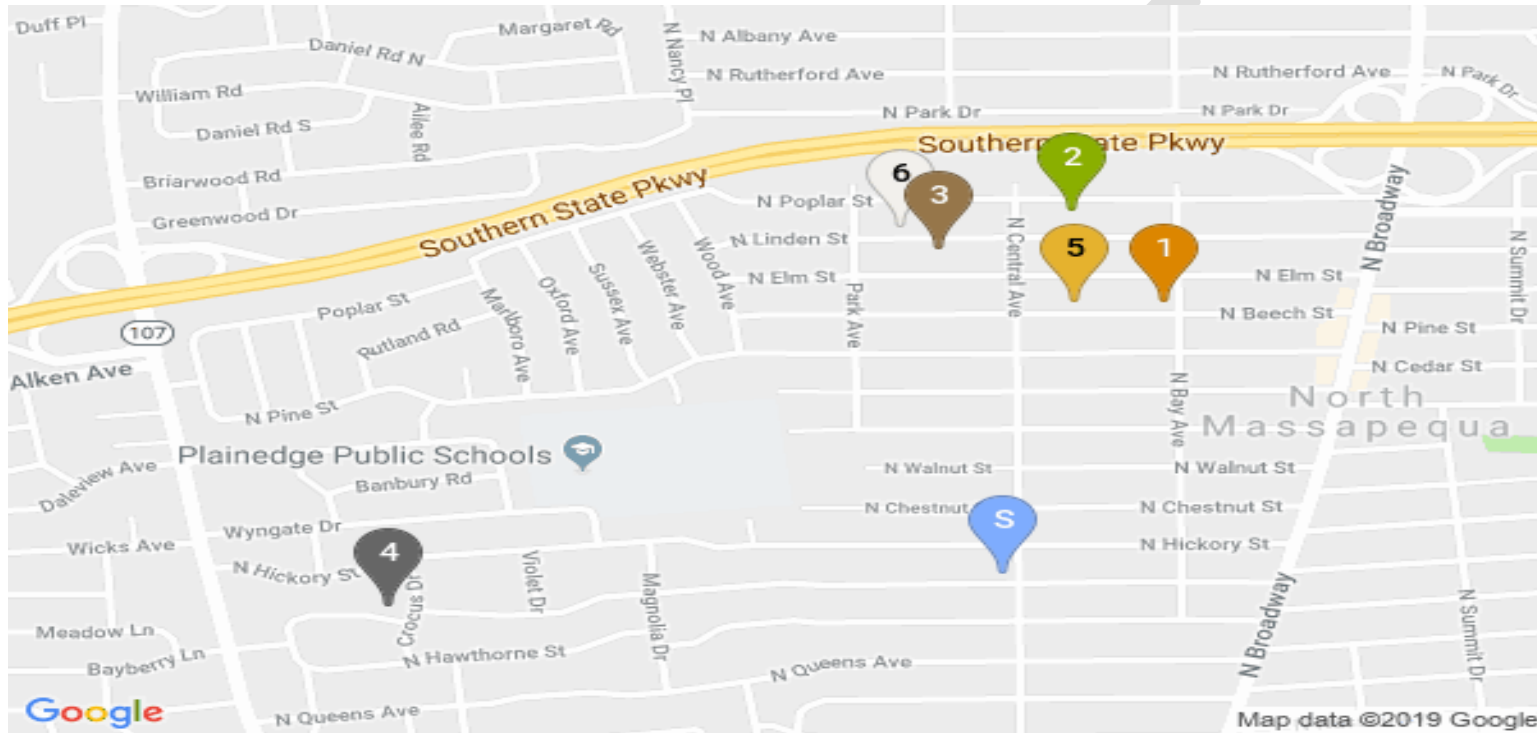 Duff Pl
Margaret Rd
N Nancy Pl
N Albany Ave
Daniel Rd N
N Rutherford Ave
N Rutherford Ave
N Park Dr
William Rd
Ailee Rd
N Park Dr
N Park Dr
Daniel Rd S
Southern State Pkwy
2
Briarwood Rd
6
3
Southern State Pkwy
N Poplar St
Greenwood Dr
N Broadway
N Linden St
N Central Ave
5
1
N Summit Dr
Webster Ave
Wood Ave
N Elm St
N Elm St
Sussex Ave
Oxford Ave
Marlboro Ave
Park Ave
Poplar St
N Beech St
N Pine St
107
Rutland Rd
Alken Ave
N Cedar St
N Bay Ave
N Pine St
North
Massapequa
Plainedge Public Schools
Daleview Ave
Banbury Rd
N Walnut St
N Walnut St
N Chestnut
N Chestnut St
S
Wyngate Dr
Wicks Ave
4
N Hickory St
N Hickory St
Crocus Dr
Violet Dr
Magnolia Dr
N Broadway
N Summit Dr
Meadow Ln
Bayberry Ln
N Hawthorne St
N Queens Ave
Google
N Queens Ave
Map data ©2019 Google